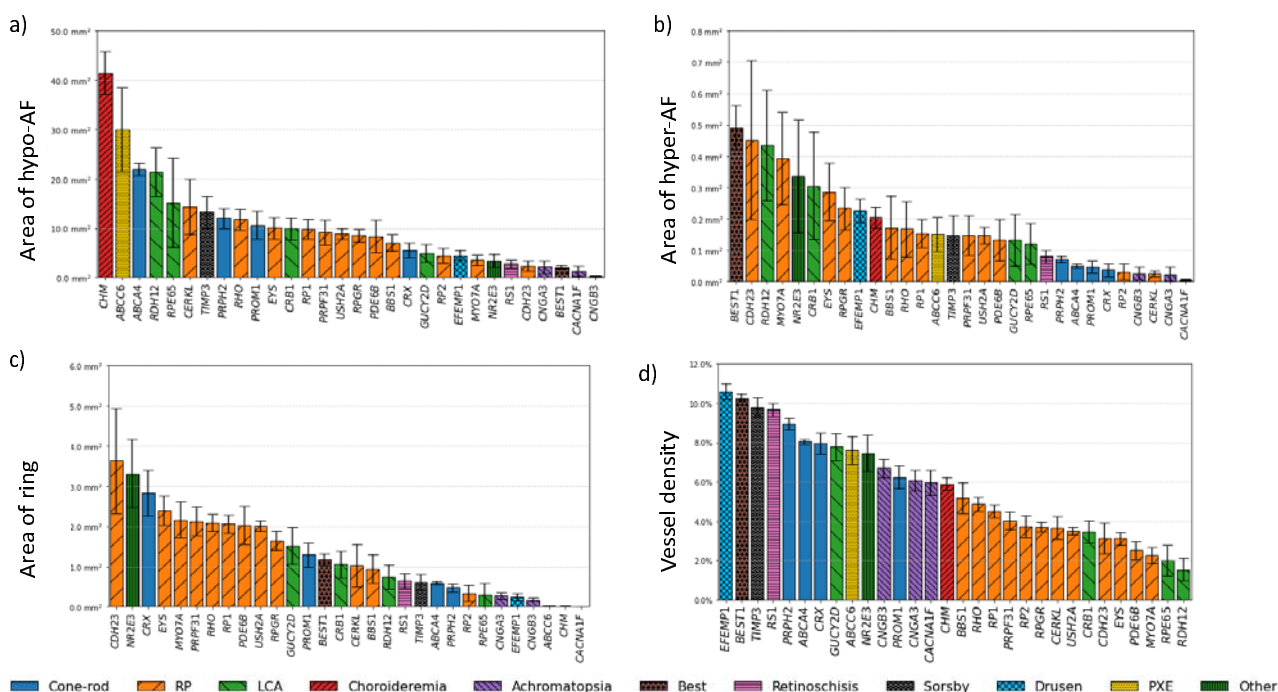 a)
50.0 mm²
40.0 mm²
30.0 mm²
20.0 mm²
10.0 mm²
0.0 mm²
Area of hypo-AF
CHM ABCC6 ABCA4 RDH12 RPE65 CERKL TIMP3 PRPH2 RHO PROM1 EYS CRB1 RP1 PRPF31 USH2A RPGR PDE6B BBS1 CRX GUCY2D RP2 EFEMP1 MYO7A NR2E3 RS1 CDH23 CNGA3 BEST1 CACNA1F CNGB3
b)
0.8 mm²
0.7 mm²
0.6 mm²
0.5 mm²
0.4 mm²
0.3 mm²
0.2 mm²
0.1 mm²
0.0 mm²
Area of hyper-AF
BEST1 CDH23 RDH12 MYO7A NR2E3 CRB1 EYS RPGR EFEMP1 CHM BBS1 RHO RP1 ABCC6 TIMP3 PRPF31 USH2A PDE6B GUCY2D RPE65 RS1 PRPH2 ABCA4 PROM1 CRX RP2 CNGB3 CERKL CNGA3 CACNA1F
c)
6.0 mm²
5.0 mm²
4.0 mm²
3.0 mm²
2.0 mm²
1.0 mm²
0.0 mm²
Area of ring
CDH23 NR2E3 CRX EYS MYO7A PRPF31 RHO RP1 PDE6B USH2A RPGR GUCY2D PROM1 BEST1 CRB1 CERKL BBS1 RDH12 RS1 TIMP3 ABCA4 PRPH2 RP2 RPE65 CNGA3 EFEMP1 CNGB3 ABCC6 CHM CACNA1F
d)
12.0%
10.0%
8.0%
6.0%
4.0%
2.0%
0.0%
Vessel density
EFEMP1 BEST1 TIMP3 RS1 PRPH2 ABCA4 CRX GUCY2D ABCC6 NR2E3 CNGB3 PROM1 CNGA3 CACNA1F CHM BBS1 RHO RP1 PRPF31 RP2 RPGR CERKL USH2A CRB1 CDH23 EYS PDE6B MYO7A RPE65 RDH12
Cone-rod RP LCA Choroideremia Achromatopsia Best Retinoschisis Sorsby Drusen PXE Other